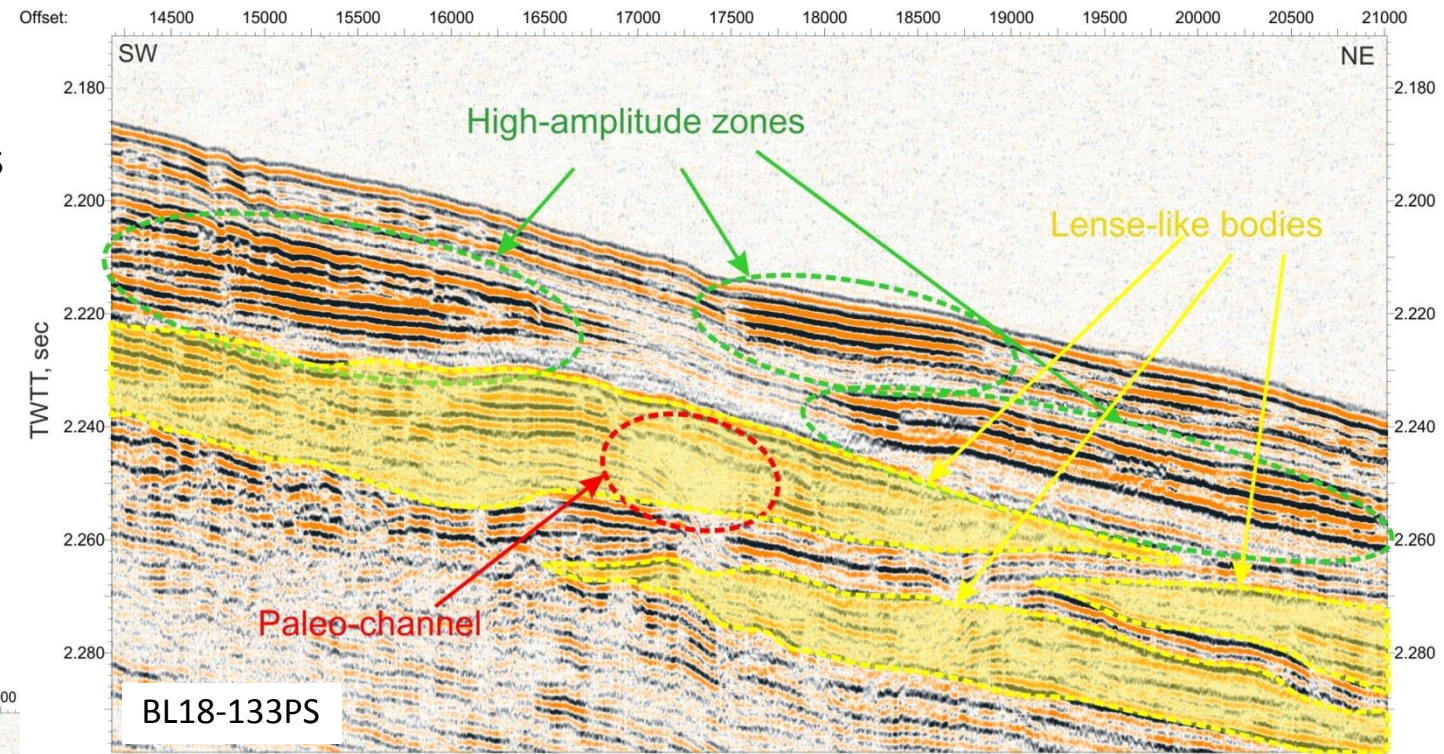 Offset: 14500 15000 15500 16000 16500 17000 17500 18000 18500 19000 19500 20000 20500 21000
SW NE
2.180 2.180
High-amplitude zones
S
2.200 2.200
Lense-like bodies
2.220 2.220
TWTT, sec
2.240 2.240
2.260 2.260
Paleo-channel
2.280 2.280
00
BL18-133PS